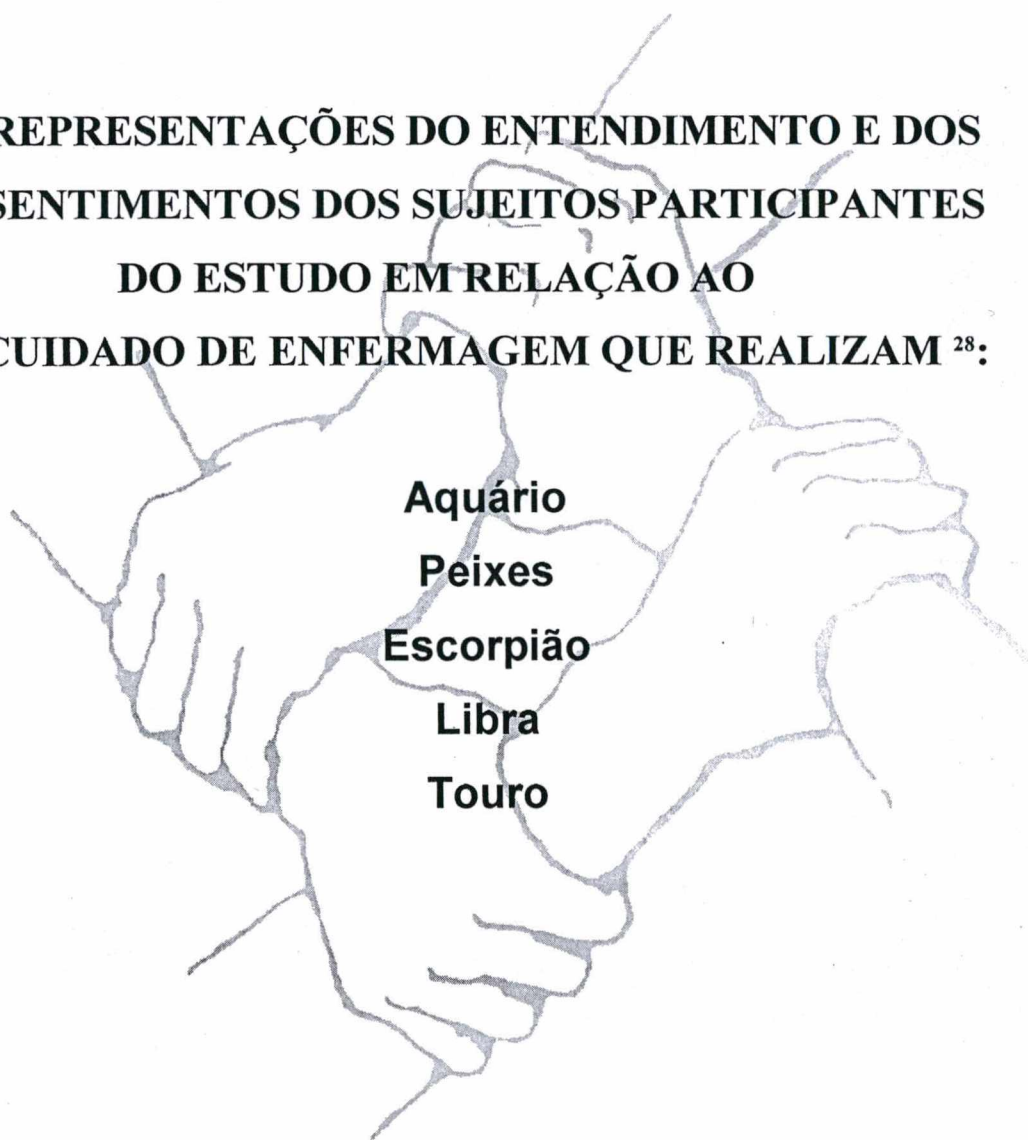 REPRESENTAÇÕES DO ENTENDIMENTO E DOS
SENTIMENTOS DOS SUJEITOS PARTICIPANTES
DO ESTUDO EM RELAÇÃO AO
CUIDADO DE ENFERMAGEM QUE REALIZAM ²⁸:
Aquário
Peixes
Escorpião
Libra
Touro